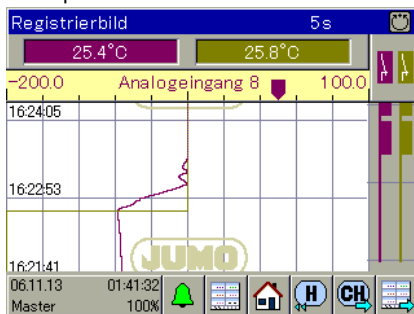 Registrierbild 5s
25.4°C 25.8°C
-200.0 Analogeingang 8 100.0
16:24:05
16:22:53
JUMO
16:21:41
06.11.13 01:41:32
Master 100%
H CH